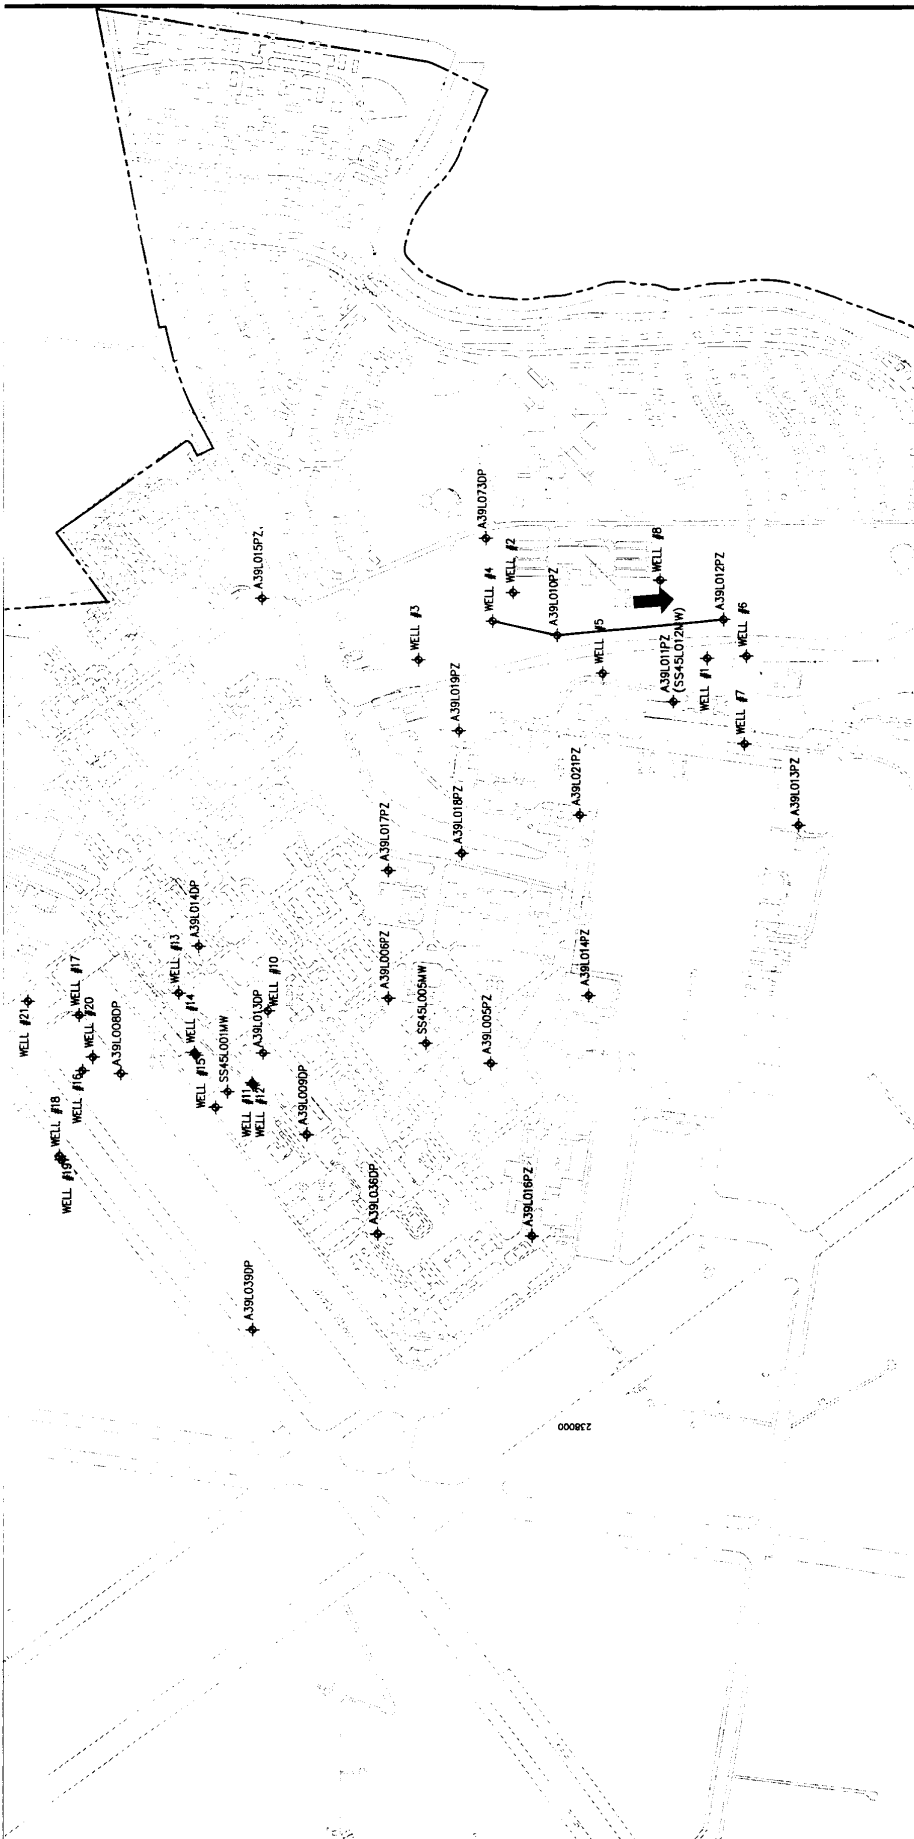 A39L015PZ
A39L073DP
WELL #4
WELL #2
WELL #3
A39L010PZ
WELL #8
WELL #5
A39L012PZ
A39L011PZ
(SS45L012MW)
WELL #1
WELL #6
WELL #7
A39L019PZ
A39L021PZ
A39L013PZ
A39L018PZ
A39L017PZ
A39L014DP
WELL #13
WELL #17
WELL #21
WELL #20
A39L008DP
WELL #16
WELL #18
WELL #19
WELL #14
WELL #15
SS45L001MW
A39L013DP
WELL #10
WELL #11
WELL #12
A39L009DP
A39L006PZ
SS45L005MW
A39L005PZ
A39L014PZ
A39L036DP
A39L016PZ
A39L039DP
238000